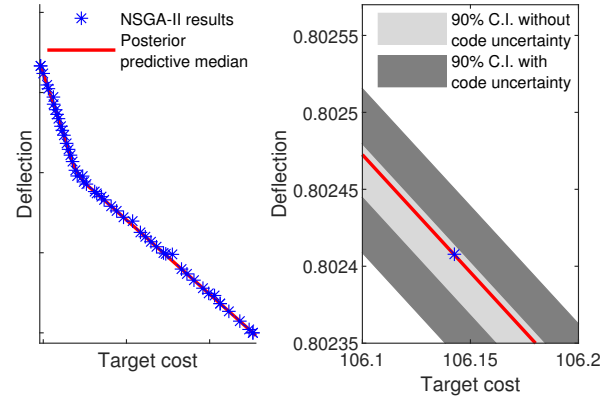 NSGA-II results
Posterior
predictive median
Deflection
Target cost
90% C.I. without
code uncertainty
90% C.I. with
code uncertainty
0.80255
0.8025
0.80245
0.8024
0.80235
Deflection
106.1
106.15
106.2
Target cost